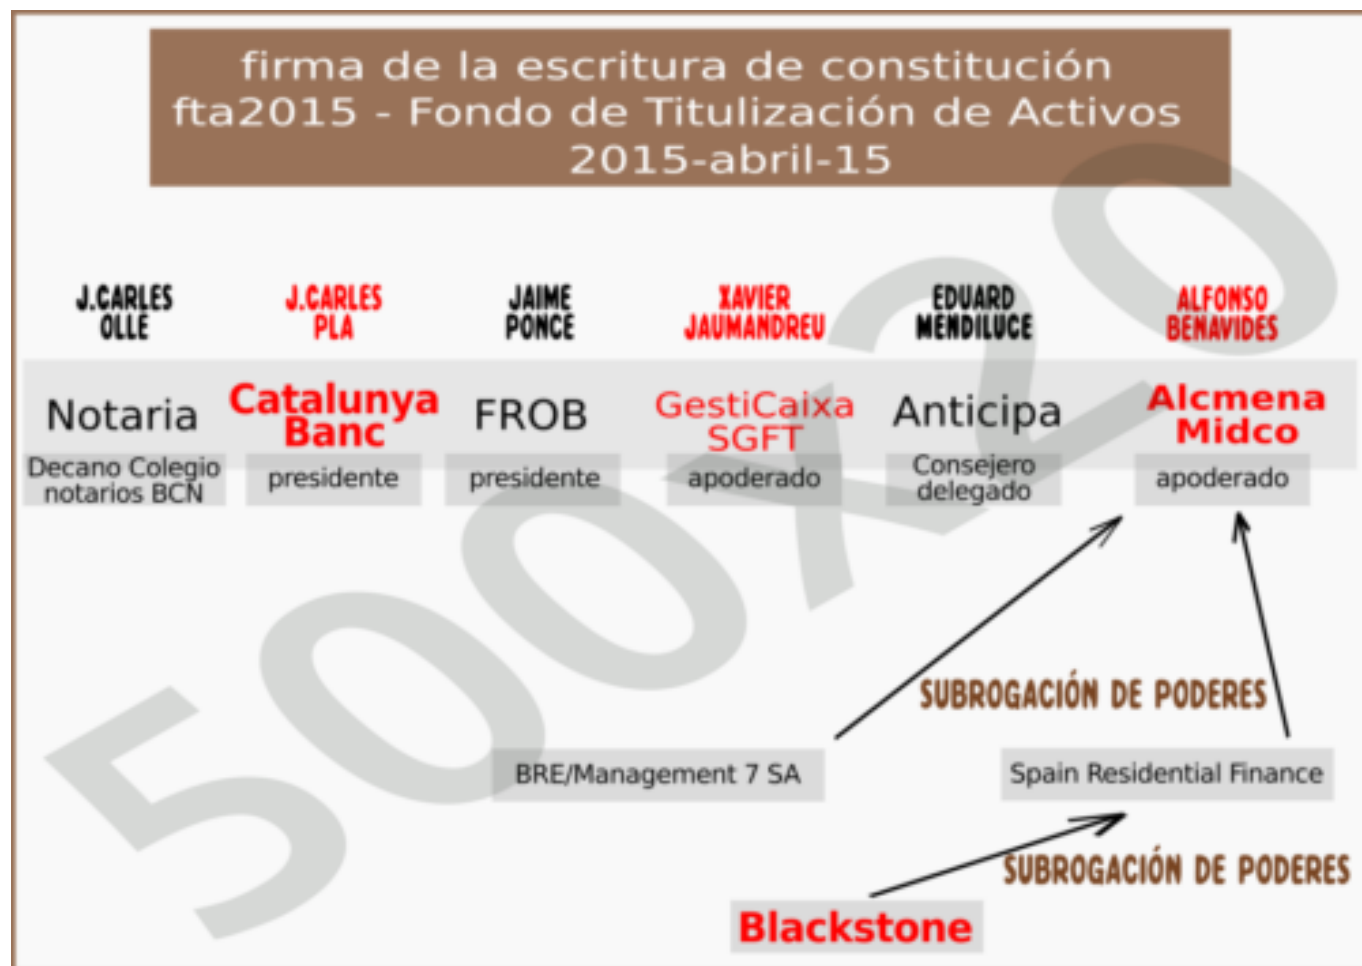 firma de la escritura de constitución
fta2015 - Fondo de Titulización de Activos
2015-abril-15
J.CARLES
OLLÉ
J.CARLES
PLA
JAIME
PONCE
XAVIER
JAUMANDREU
EDUARD
MENDILUCE
ALFONSO
BENAVIDES
Notaria
Catalunya
Banc
FROB
GestiCaixa
SGFT
Anticipa
Alcmena
Midco
Decano Colegio
notarios BCN
presidente
presidente
apoderado
Consejero
delegado
apoderado
SUBROGACIÓN DE PODERES
BRE/Management 7 SA
Spain Residential Finance
SUBROGACIÓN DE PODERES
Blackstone
500x20